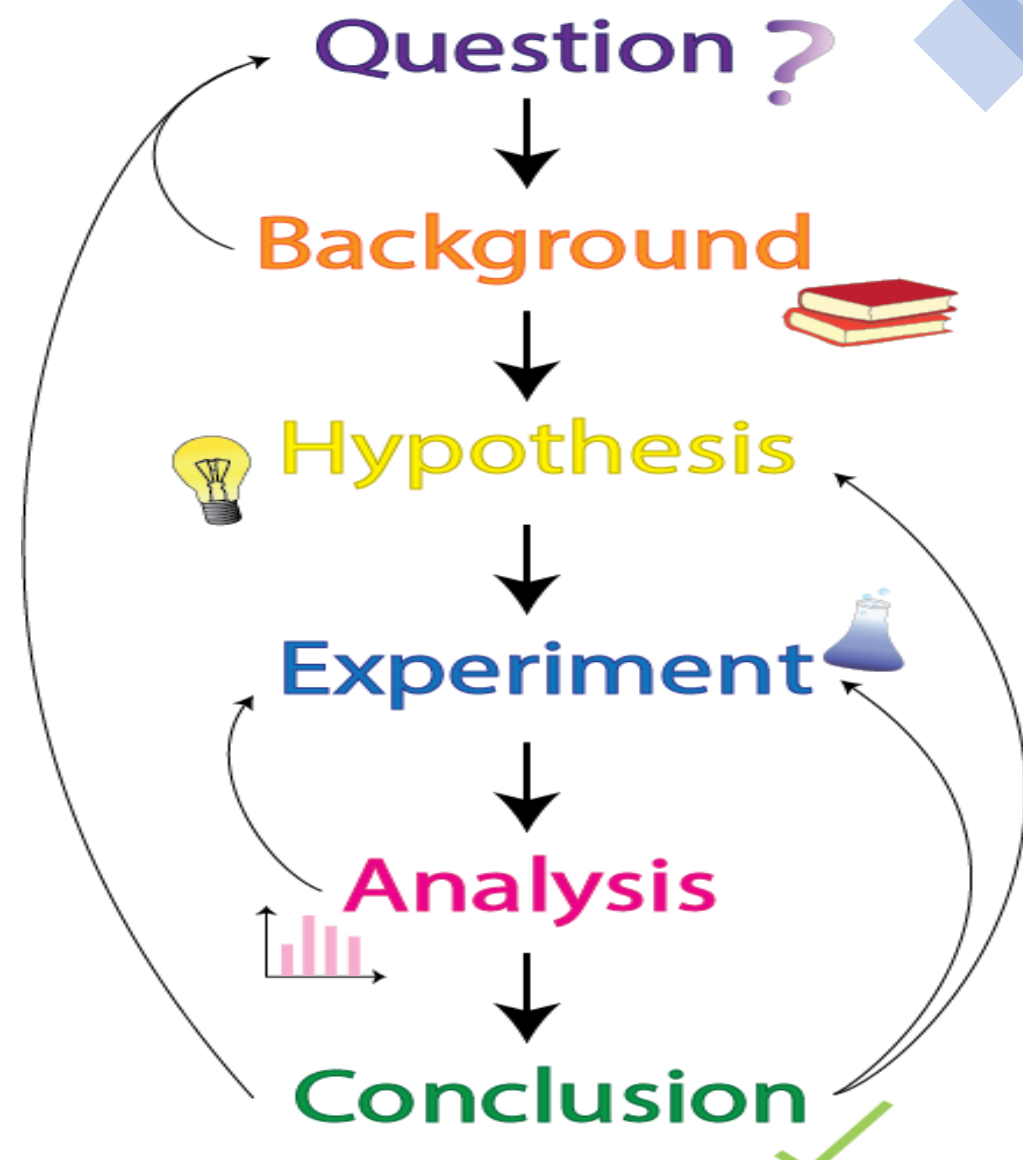 Question ?
Background
Hypothesis
Experiment
Analysis
Conclusion